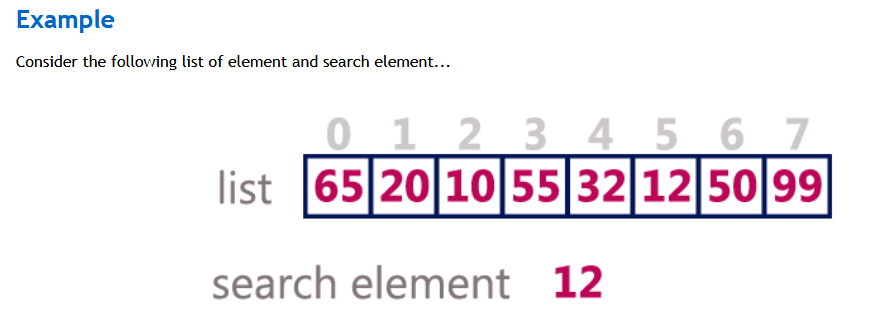 Example
Consider the following list of element and search element...
0 1 2 3 4 5 6 7
list 65 20 10 55 32 12 50 99
search element 12